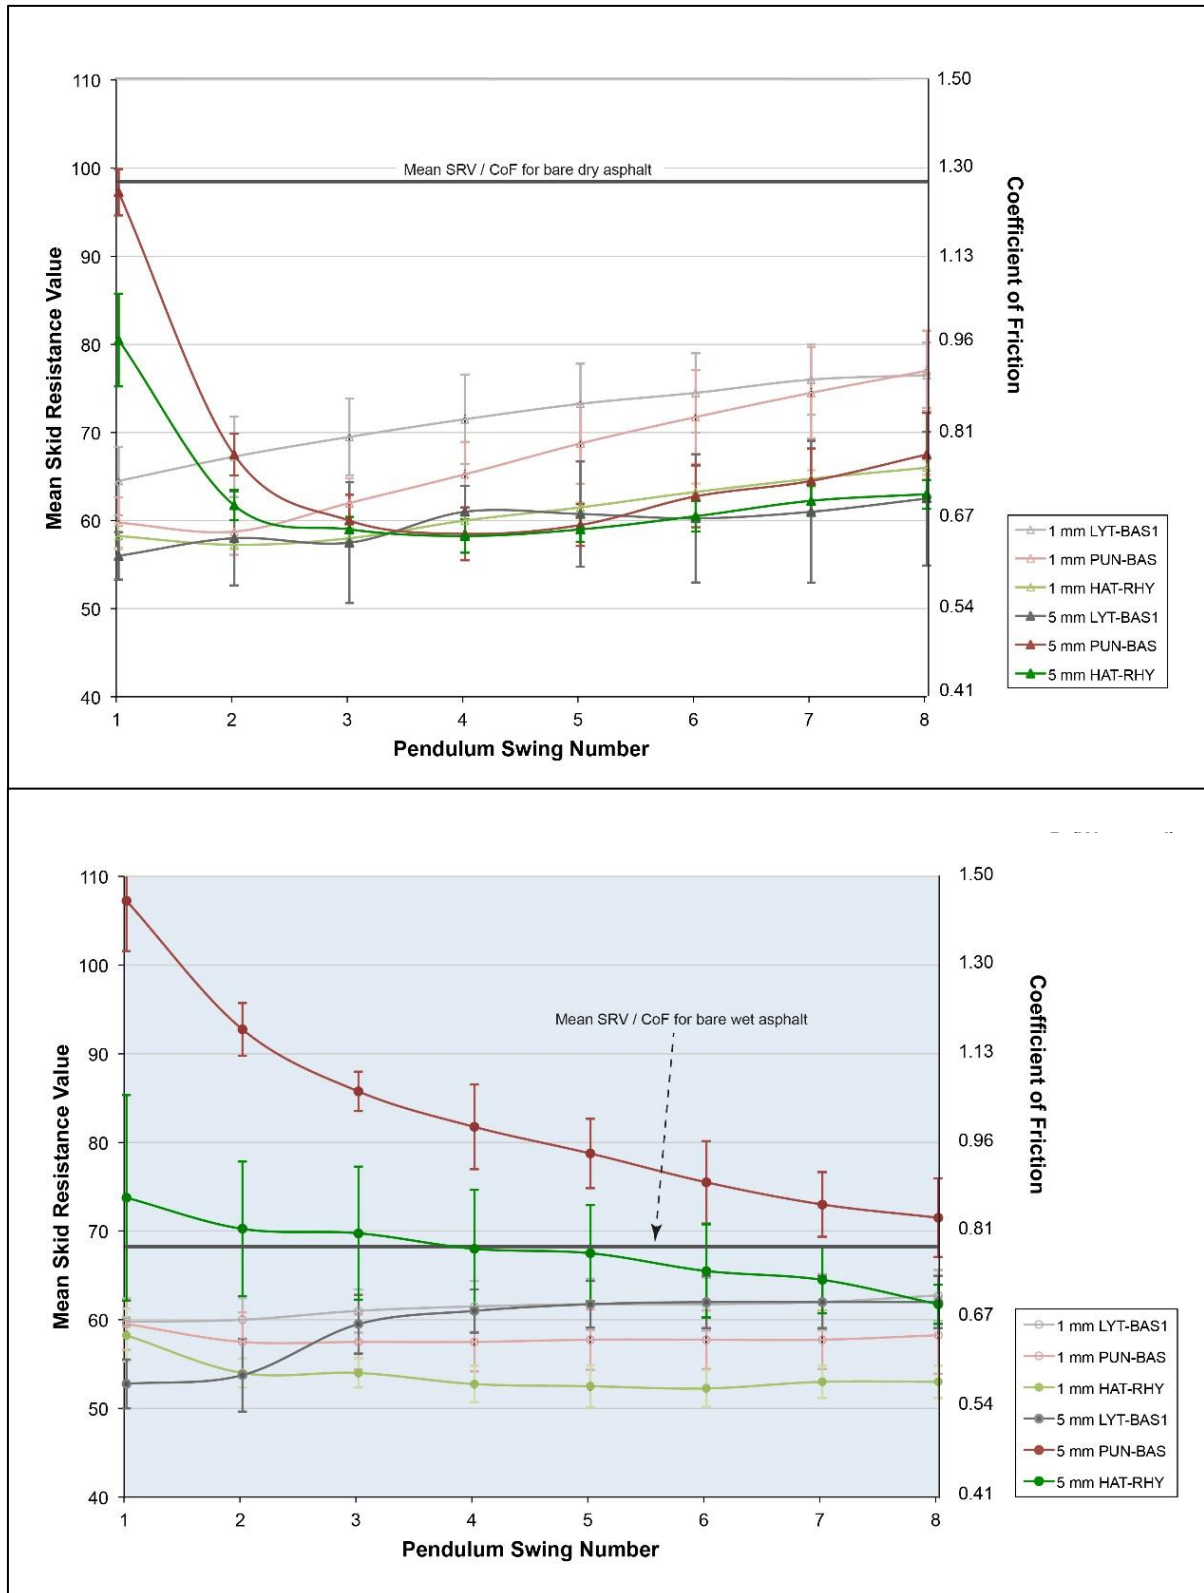 110
100
90
80
70
60
50
40
Mean Skid Resistance Value
Mean SRV / CoF for bare dry asphalt
1.50
1.30
1.13
0.96
0.81
0.67
0.54
0.41
Coefficient of Friction
1 2 3 4 5 6 7 8
Pendulum Swing Number
1 mm LYT-BAS1
1 mm PUN-BAS
1 mm HAT-RHY
5 mm LYT-BAS1
5 mm PUN-BAS
5 mm HAT-RHY
110
100
90
80
70
60
50
40
Mean Skid Resistance Value
Mean SRV / CoF for bare wet asphalt
1.50
1.30
1.13
0.96
0.81
0.67
0.54
0.41
Coefficient of Friction
1 2 3 4 5 6 7 8
Pendulum Swing Number
1 mm LYT-BAS1
1 mm PUN-BAS
1 mm HAT-RHY
5 mm LYT-BAS1
5 mm PUN-BAS
5 mm HAT-RHY